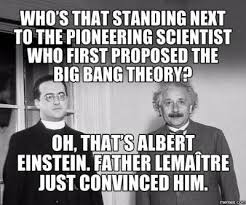 WHO'S THAT STANDING NEXT
TO THE PIONEERING SCIENTIST
WHO FIRST PROPOSED THE
BIG BANG THEORY?
OH, THAT'S ALBERT
EINSTEIN. FATHER LEMAÎTRE
JUST CONVINCED HIM.